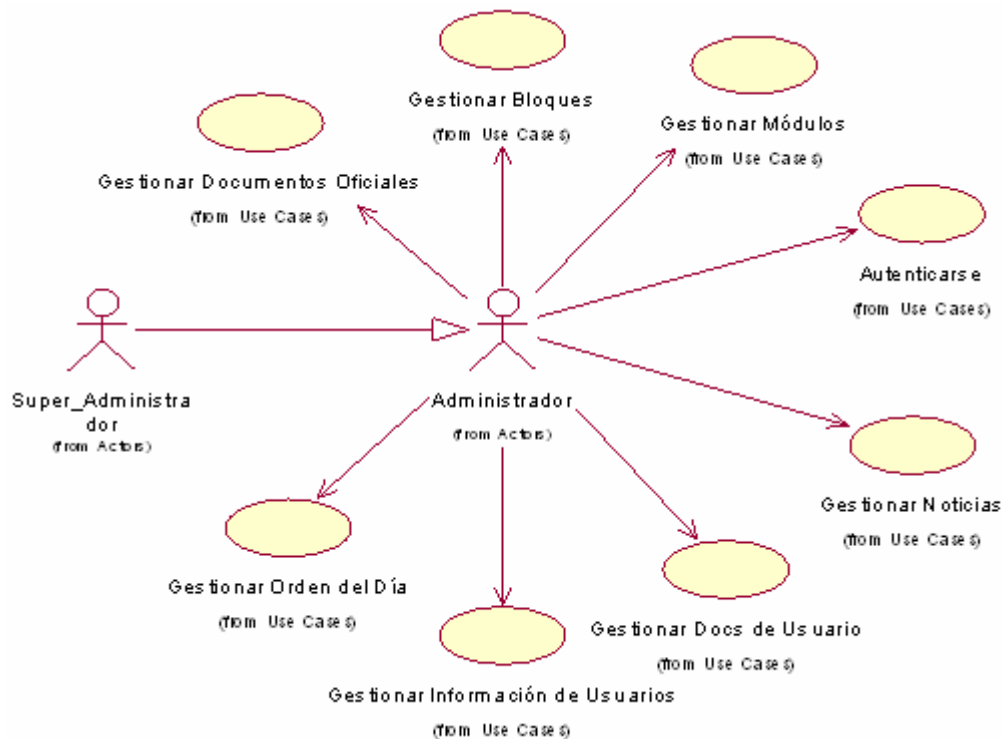 Gestionar Bloques
(from Use Cases)
Gestionar Módulos
(from Use Cases)
Gestionar Documentos Oficiales
(from Use Cases)
Autenticarse
(from Use Cases)
Super_Administra
dor
(from Actors)
Administrador
(from Actors)
Gestionar Noticias
(from Use Cases)
Gestionar Orden del Día
(from Use Cases)
Gestionar Docs de Usuario
(from Use Cases)
Gestionar Información de Usuarios
(from Use Cases)